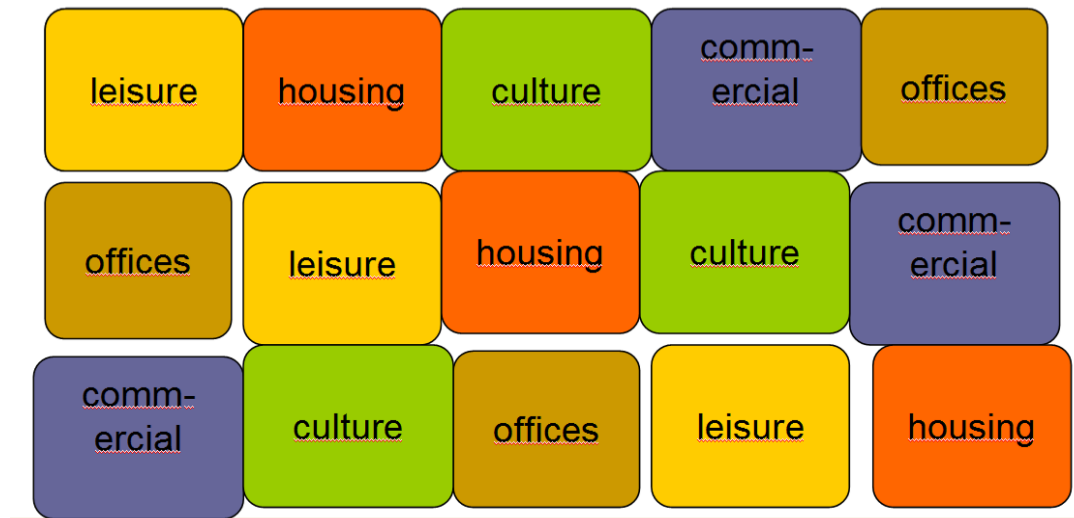 leisure
housing
culture
comm-
ercial
offices
offices
leisure
housing
culture
comm-
ercial
comm-
ercial
culture
offices
leisure
housing